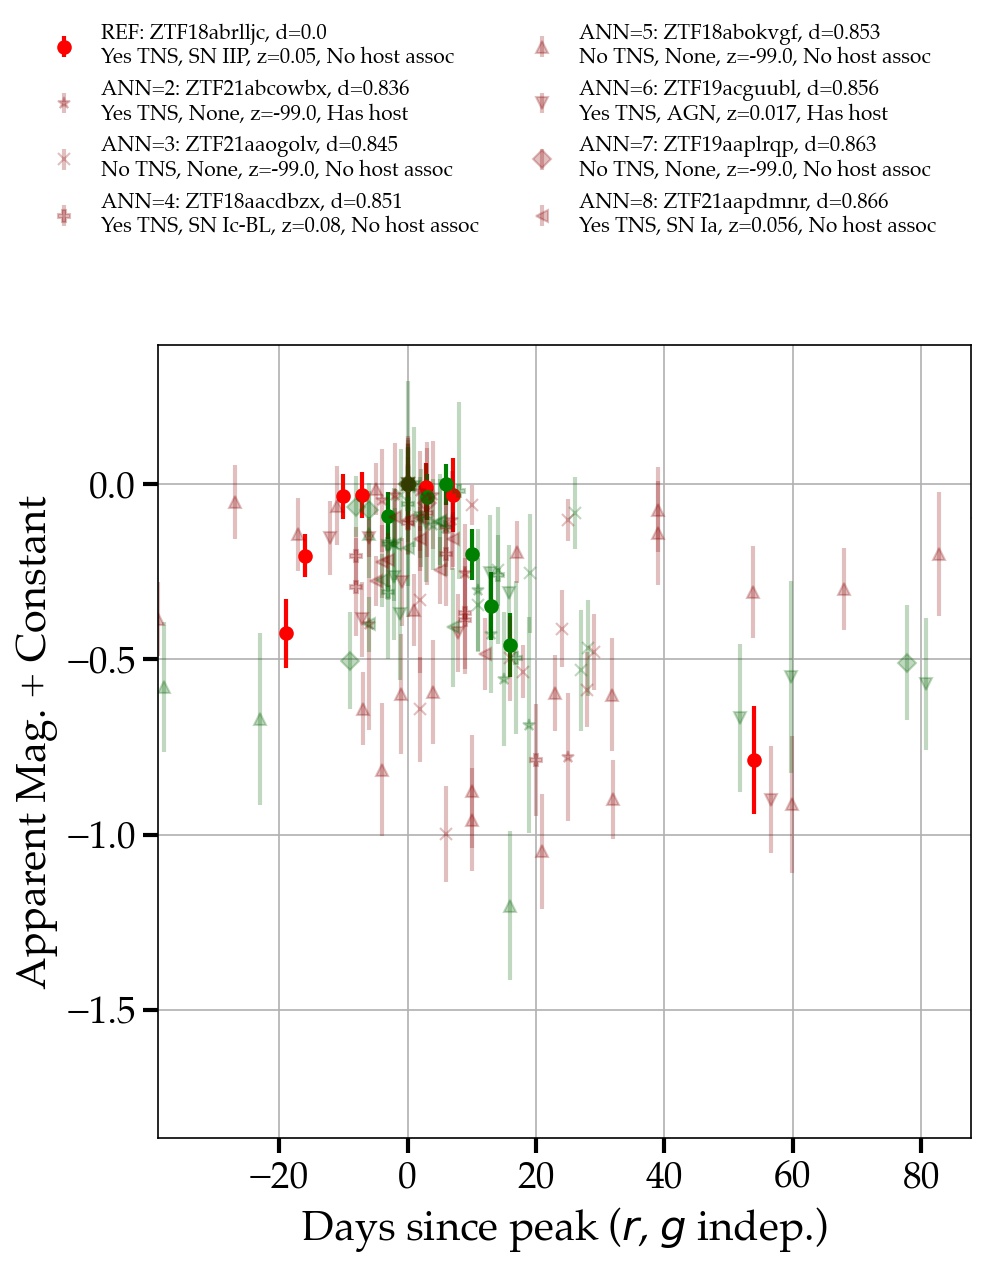 REF: ZTF18abrlljc, d=0.0
Yes TNS, SN IIP, z=0.05, No host assoc
ANN=2: ZTF21abcowbx, d=0.836
Yes TNS, None, z=-99.0, Has host
ANN=3: ZTF21aaogolv, d=0.845
No TNS, None, z=-99.0, No host assoc
ANN=4: ZTF18aacdbzx, d=0.851
Yes TNS, SN Ic-BL, z=0.08, No host assoc
ANN=5: ZTF18abokvgf, d=0.853
No TNS, None, z=-99.0, No host assoc
ANN=6: ZTF19acguubl, d=0.856
Yes TNS, AGN, z=0.017, Has host
ANN=7: ZTF19aaplrqp, d=0.863
No TNS, None, z=-99.0, No host assoc
ANN=8: ZTF21aapdmnr, d=0.866
Yes TNS, SN Ia, z=0.056, No host assoc
Apparent Mag. + Constant
0.0
−0.5
−1.0
−1.5
−20 0 20 40 60 80
Days since peak (r, g indep.)